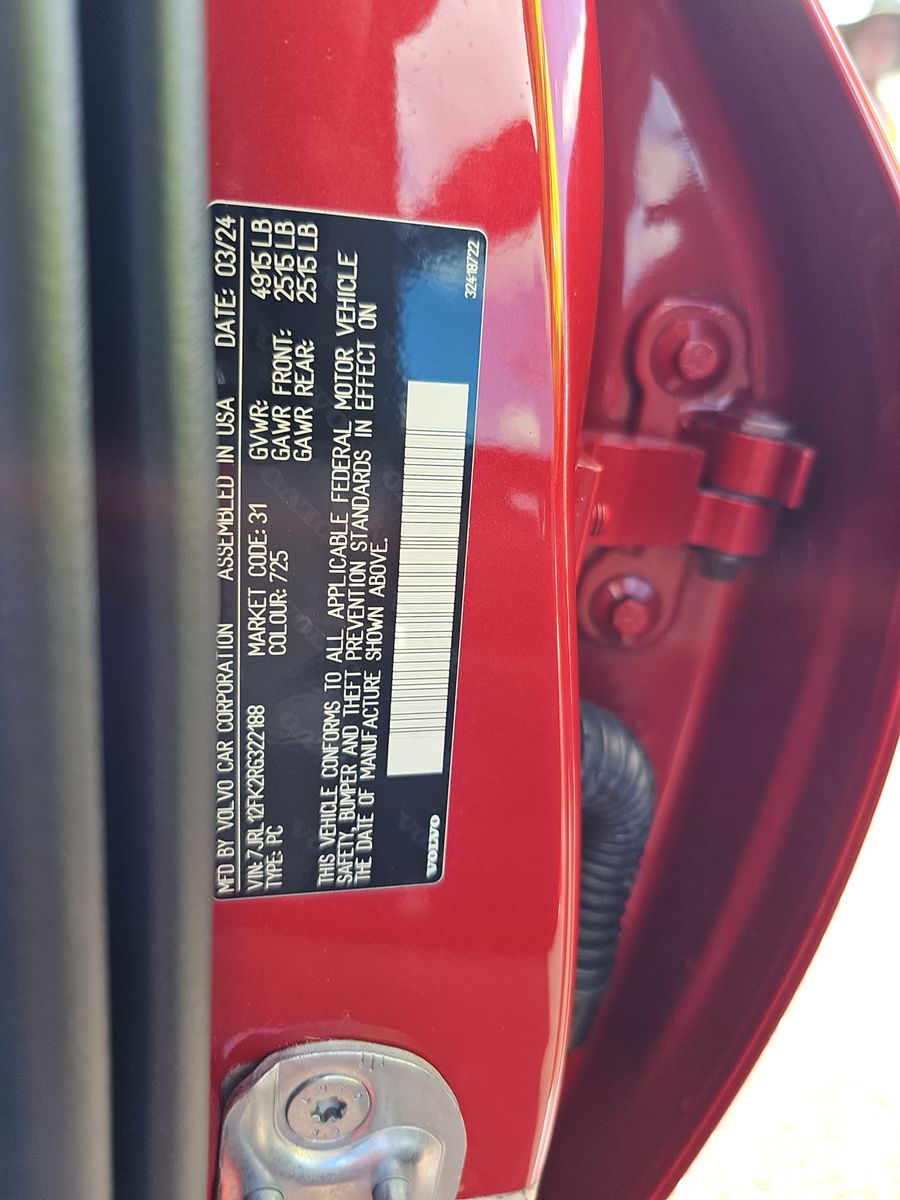 MFD BY VOLVO CAR CORPORATION ASSEMBLED IN USA DATE: 03/24
VIN: 7JRL12FK2RG322188 MARKET CODE: 31 GVWR: 4915 LB
TYPE: PC COLOUR: 725 GAWR FRONT: 2515 LB
GAWR REAR: 2515 LB
THIS VEHICLE CONFORMS TO ALL APPLICABLE FEDERAL MOTOR VEHICLE
SAFETY, BUMPER AND THEFT PREVENTION STANDARDS IN EFFECT ON
THE DATE OF MANUFACTURE SHOWN ABOVE.
VOLVO 32418722